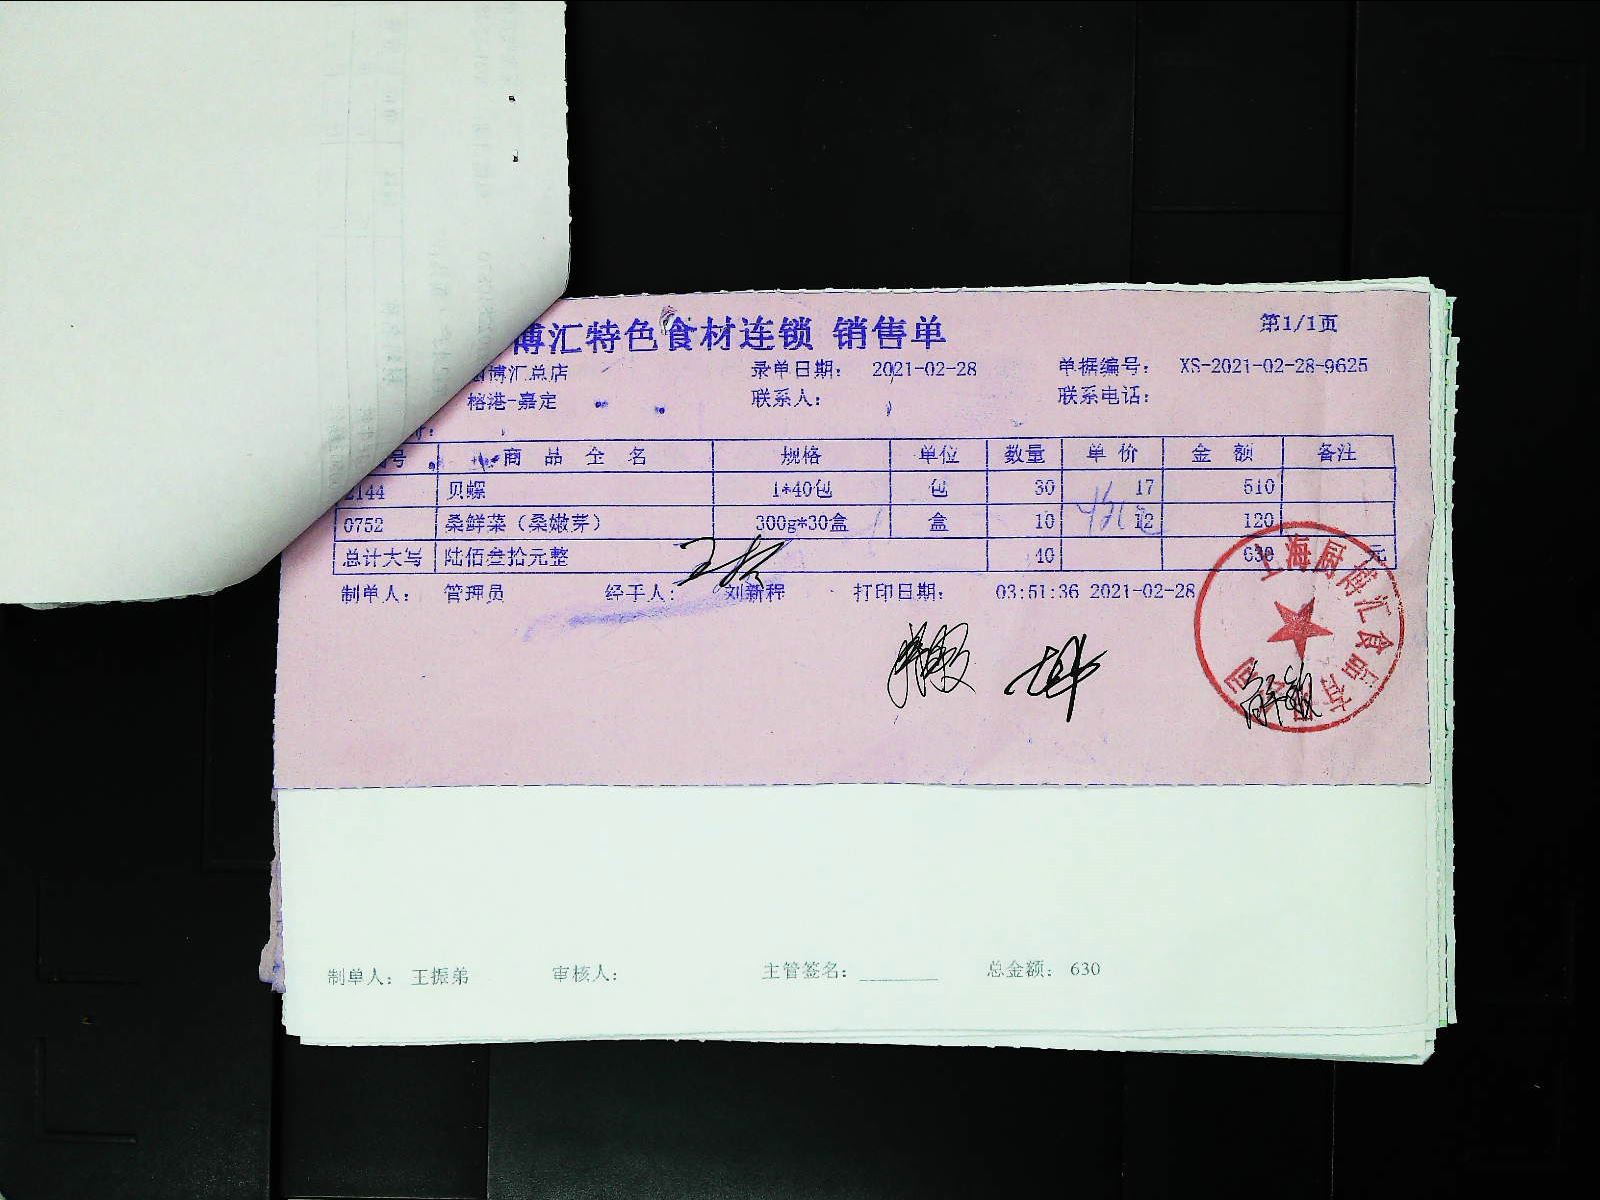 博汇特色食材连锁 销售单
第1/1页
博汇总店 录单日期： 2021-02-28 单据编号： XS-2021-02-28-9625
榕港-嘉定 联系人： 联系电话：
号 商 品 全 名 规格 单位 数量 单 价 金 额 备注
2144 贝螺 1*40包 包 30 17 510
0752 桑鲜菜（桑嫩芽） 300g*30盒 盒 10 12 120
总计大写 陆佰叁拾元整 40 630 元
制单人： 管理员 经手人： 刘新程 打印日期： 03:51:36 2021-02-28
制单人： 王振弟 审核人： 主管签名：________ 总金额： 630